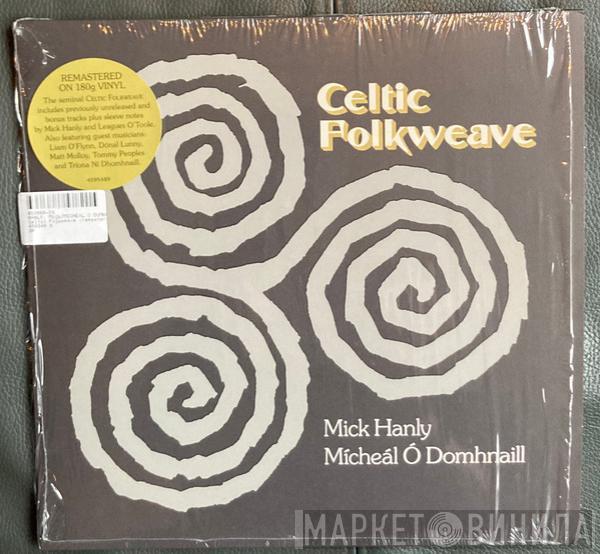 REMASTERED
ON 180g VINYL
The seminal CELTIC FOLKWEAVE
includes previously unreleased and
bonus tracks plus sleeve notes
by Mick Hanly and Leagues O'Toole.
Also featuring guest musicians:
Liam O'Flynn, Dónal Lunny,
Matt Molloy, Tommy Peoples
and Tríona Ní Dhomhnaill.
4595489
Celtic
Folkweave
Mick Hanly
Mícheál Ó Domhnaill
МАРКЕТ ВИНИЛА